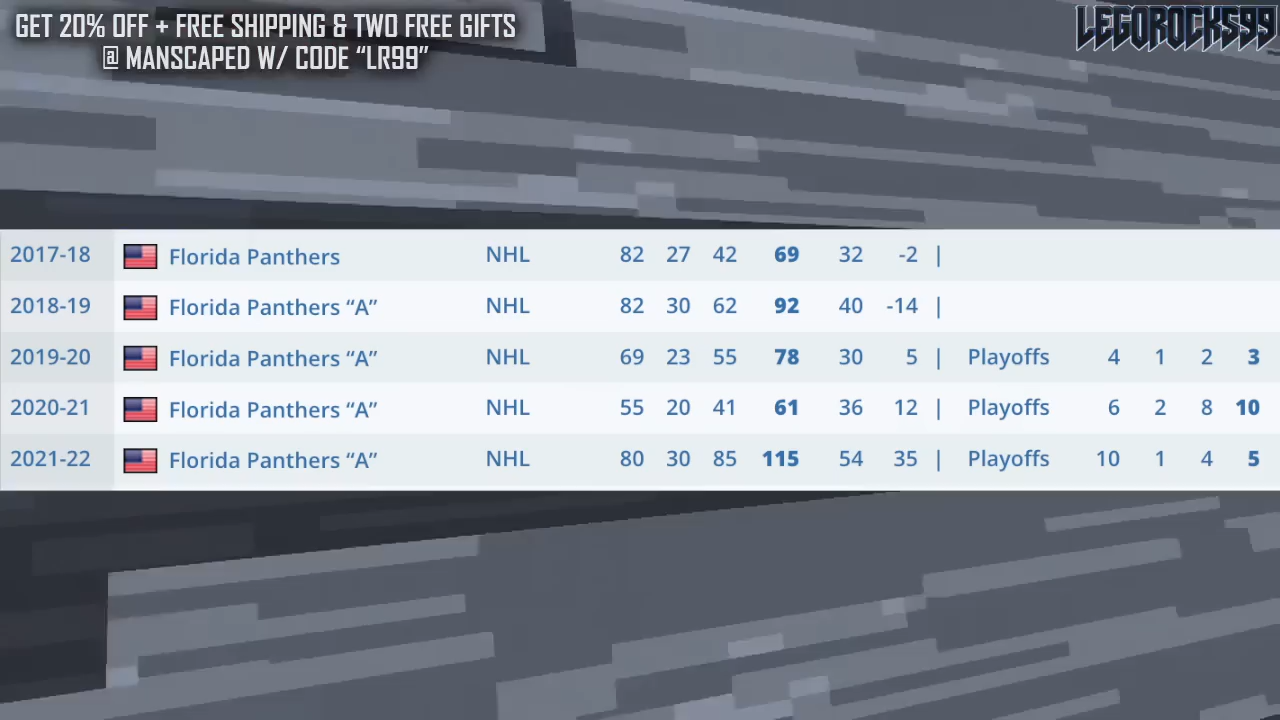 GET 20% OFF + FREE SHIPPING & TWO FREE GIFTS
@ MANSCAPED W/ CODE “LR99”
LEGOROCKS99
2017-18 Florida Panthers NHL 82 27 42 69 32 -2 |
2018-19 Florida Panthers “A” NHL 82 30 62 92 40 -14 |
2019-20 Florida Panthers “A” NHL 69 23 55 78 30 5 | Playoffs 4 1 2 3
2020-21 Florida Panthers “A” NHL 55 20 41 61 36 12 | Playoffs 6 2 8 10
2021-22 Florida Panthers “A” NHL 80 30 85 115 54 35 | Playoffs 10 1 4 5